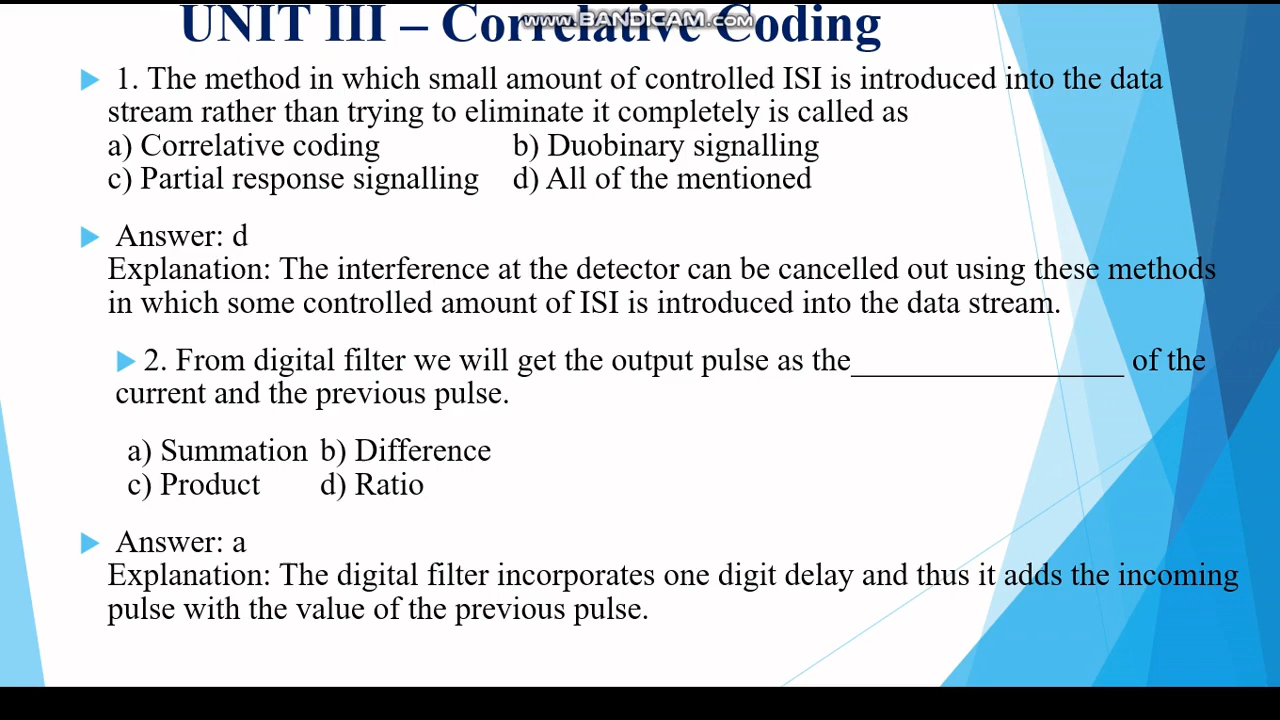 UNIT III – Correlative Coding
www.BANDICAM.com
1. The method in which small amount of controlled ISI is introduced into the data
stream rather than trying to eliminate it completely is called as
a) Correlative coding b) Duobinary signalling
c) Partial response signalling d) All of the mentioned
Answer: d
Explanation: The interference at the detector can be cancelled out using these methods
in which some controlled amount of ISI is introduced into the data stream.
2. From digital filter we will get the output pulse as the_________________ of the
current and the previous pulse.
a) Summation b) Difference
c) Product d) Ratio
Answer: a
Explanation: The digital filter incorporates one digit delay and thus it adds the incoming
pulse with the value of the previous pulse.